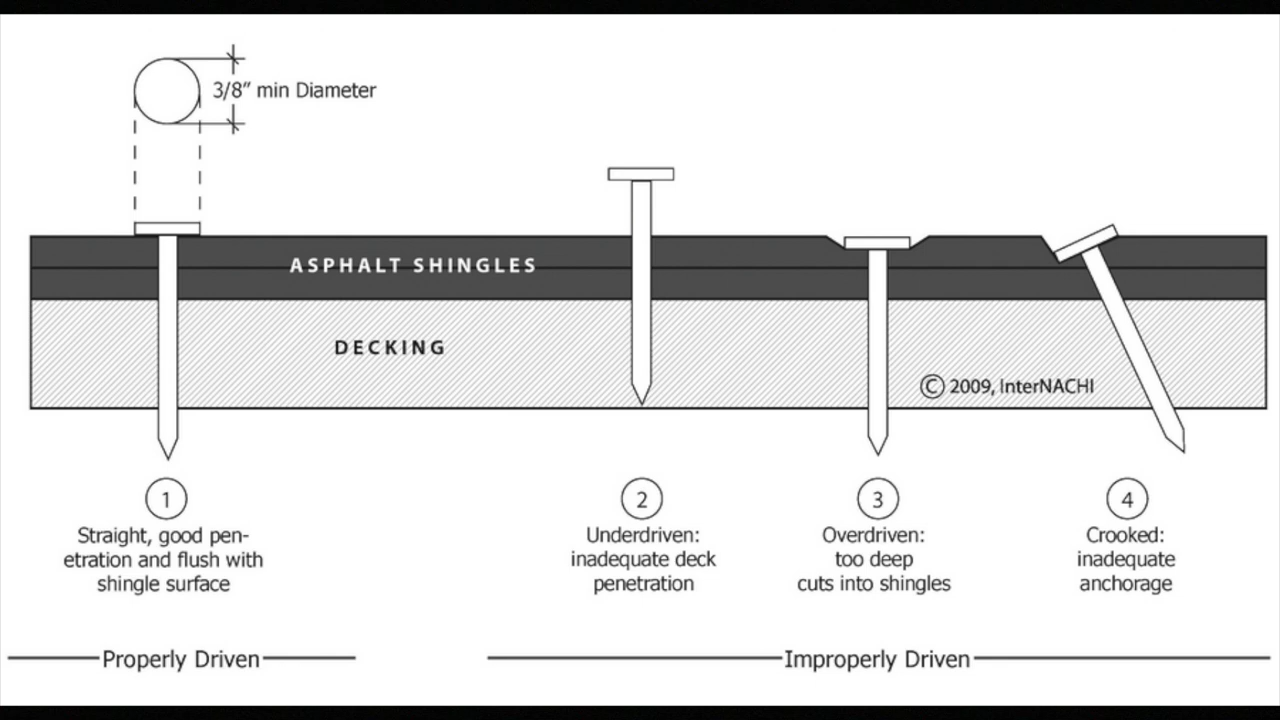 3/8” min Diameter
ASPHALT SHINGLES
DECKING
© 2009, InterNACHI
1
Straight, good pen-
etration and flush with
shingle surface
2
Underdriven:
inadequate deck
penetration
3
Overdriven:
too deep
cuts into shingles
4
Crooked:
inadequate
anchorage
Properly Driven
Improperly Driven